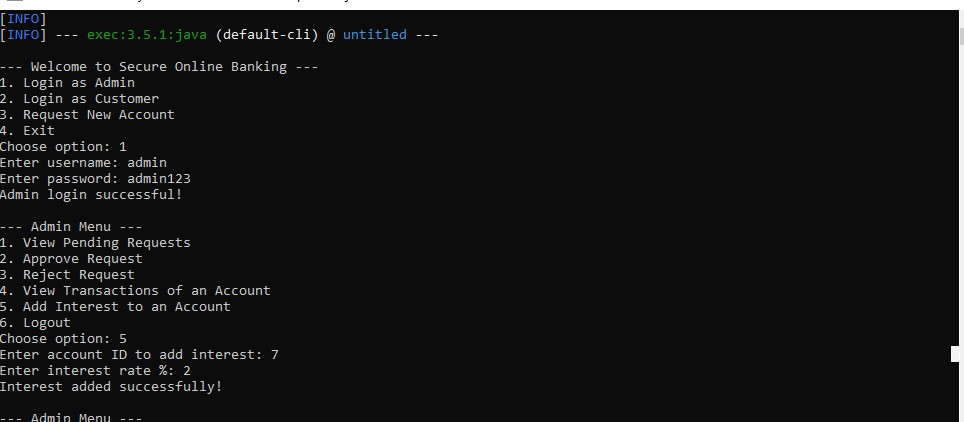 [INFO]
[INFO] --- exec:3.5.1:java (default-cli) @ untitled ---
--- Welcome to Secure Online Banking ---
1. Login as Admin
2. Login as Customer
3. Request New Account
4. Exit
Choose option: 1
Enter username: admin
Enter password: admin123
Admin login successful!
--- Admin Menu ---
1. View Pending Requests
2. Approve Request
3. Reject Request
4. View Transactions of an Account
5. Add Interest to an Account
6. Logout
Choose option: 5
Enter account ID to add interest: 7
Enter interest rate %: 2
Interest added successfully!
--- Admin Menu ---